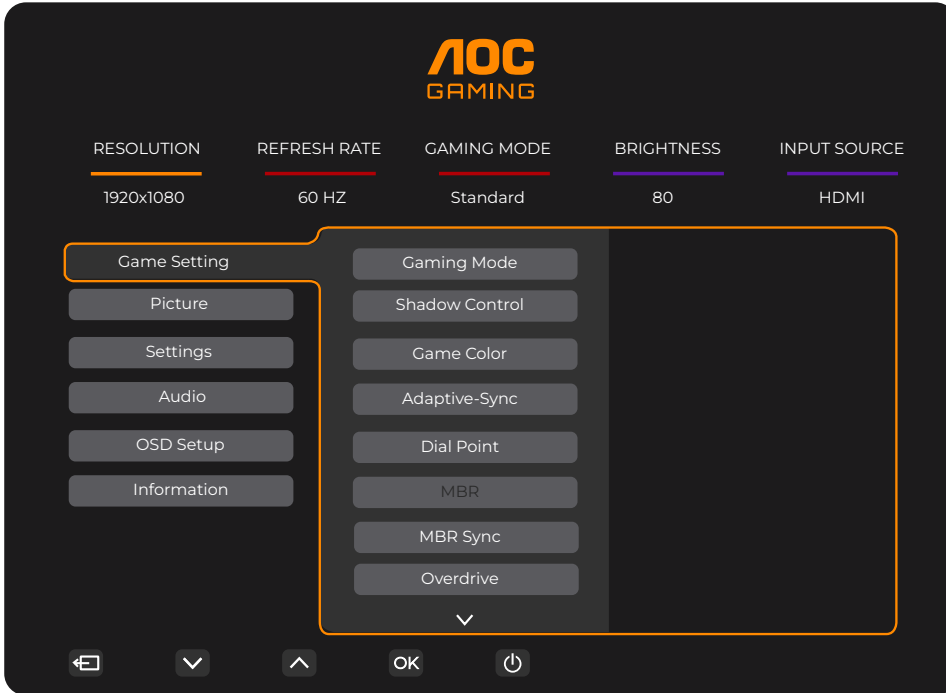 AOC
GAMING
RESOLUTION REFRESH RATE GAMING MODE BRIGHTNESS INPUT SOURCE
1920x1080 60 HZ Standard 80 HDMI
Game Setting
Picture
Settings
Audio
OSD Setup
Information
Gaming Mode
Shadow Control
Game Color
Adaptive-Sync
Dial Point
MBR
MBR Sync
Overdrive
OK